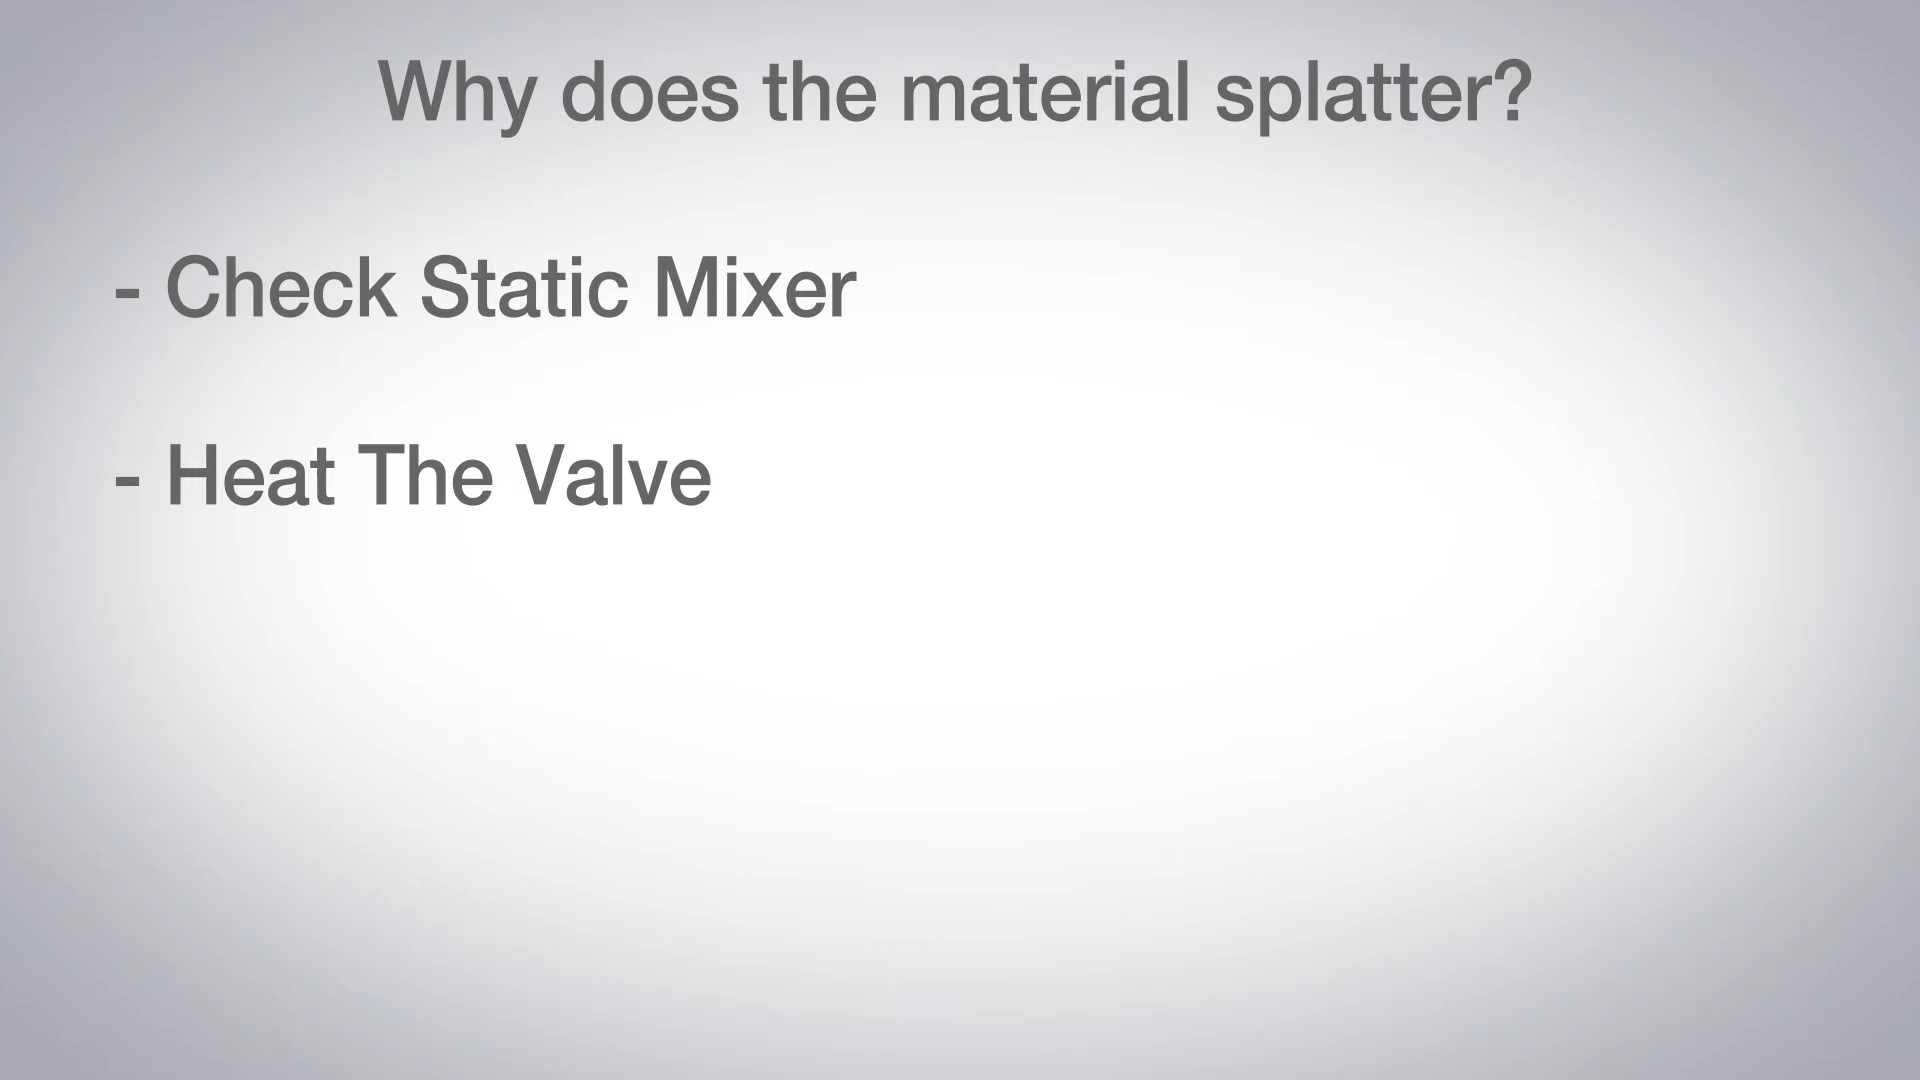 Why does the material splatter?
- Check Static Mixer
- Heat The Valve